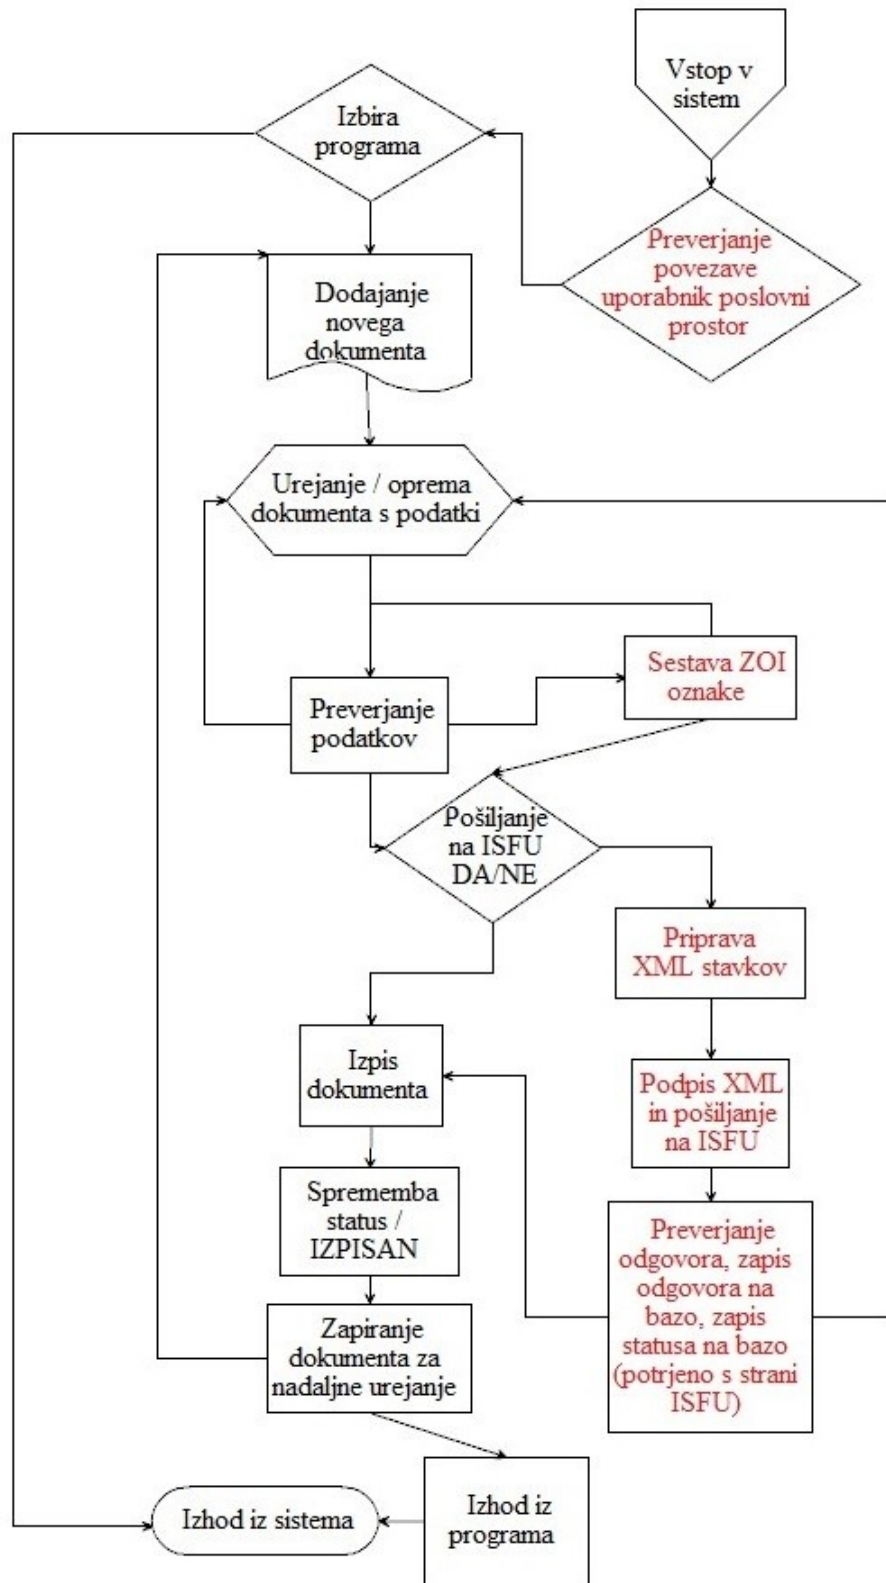 Vstop v
sistem
Preverjanje
povezave
uporabnik poslovni
prostor
Izbira
programa
Dodajanje
novega
dokumenta
Urejanje / oprema
dokumenta s podatki
Preverjanje
podatkov
Sestava ZOI
oznake
Pošiljanje
na ISFU
DA/NE
Priprava
XML stavkov
Podpis XML
in pošiljanje
na ISFU
Preverjanje
odgovora, zapis
odgovora na
bazo, zapis
statusa na bazo
(potrjeno s strani
ISFU)
Izpis
dokumenta
Sprememba
status /
IZPISAN
Zapiranje
dokumenta za
nadaljne urejanje
Izhod iz
programa
Izhod iz sistema